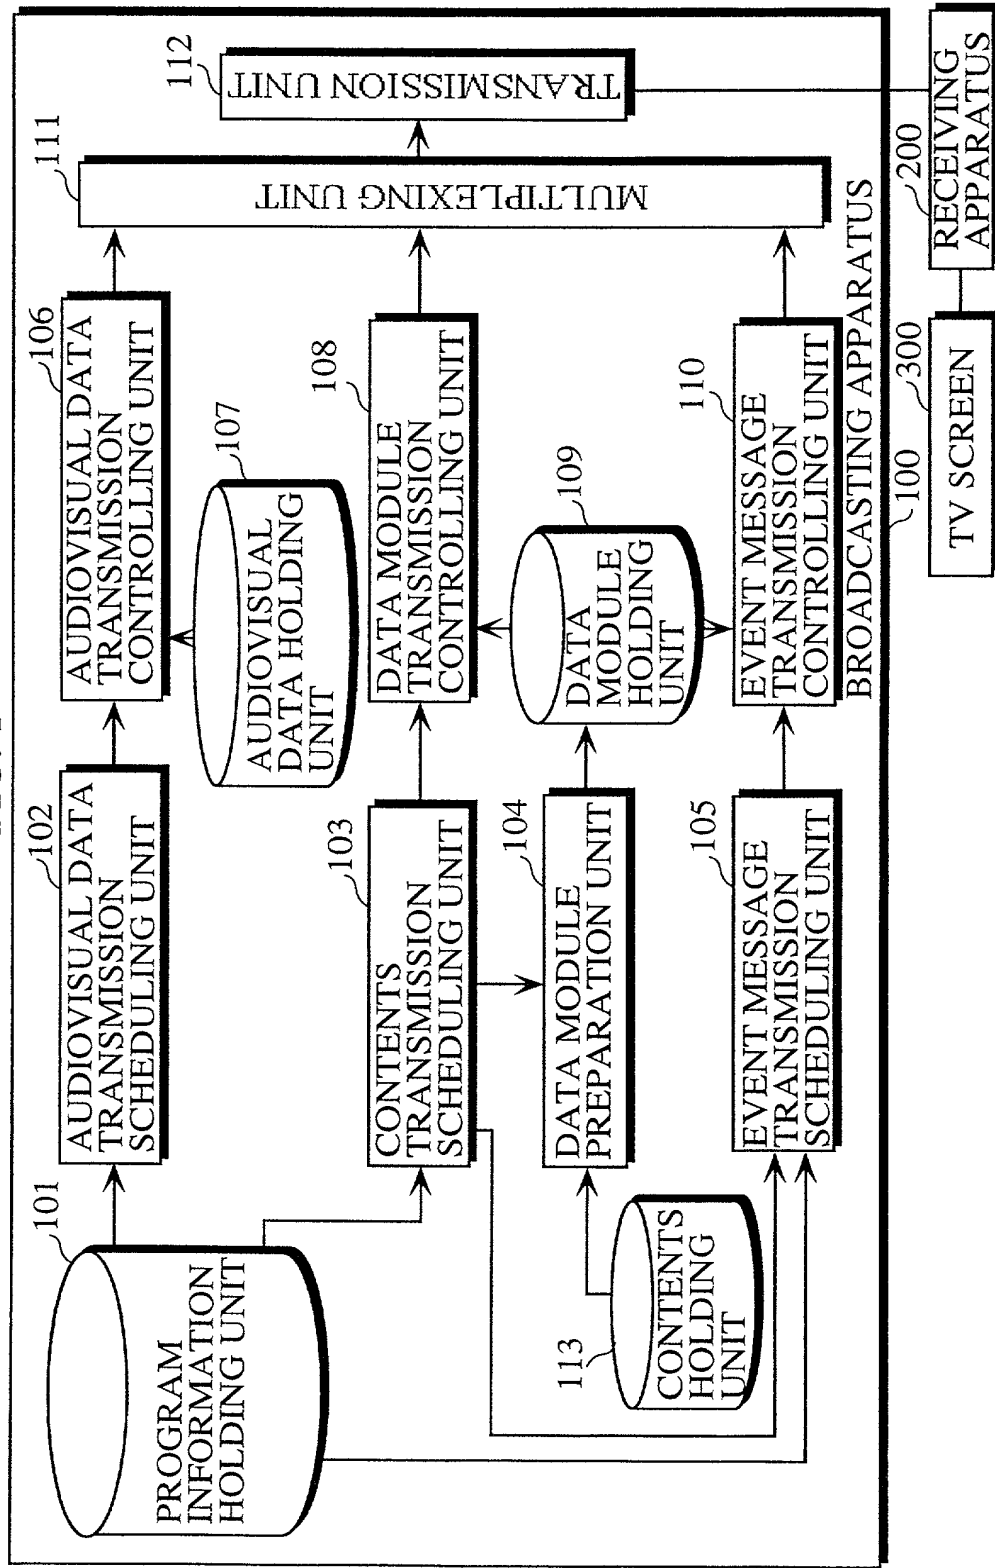 101
PROGRAM
INFORMATION
HOLDING UNIT
102
AUDIOVISUAL DATA
TRANSMISSION
SCHEDULING UNIT
106
AUDIOVISUAL DATA
TRANSMISSION
CONTROLLING UNIT
107
AUDIOVISUAL
DATA HOLDING
UNIT
103
CONTENTS
TRANSMISSION
SCHEDULING UNIT
108
DATA MODULE
TRANSMISSION
CONTROLLING UNIT
104
DATA MODULE
PREPARATION UNIT
109
DATA
MODULE
HOLDING
UNIT
113
CONTENTS
HOLDING
UNIT
105
EVENT MESSAGE
TRANSMISSION
SCHEDULING UNIT
110
EVENT MESSAGE
TRANSMISSION
CONTROLLING UNIT
111
MULTIPLEXING UNIT
112
TRANSMISSION UNIT
BROADCASTING APPARATUS
100
300
TV SCREEN
200
RECEIVING
APPARATUS